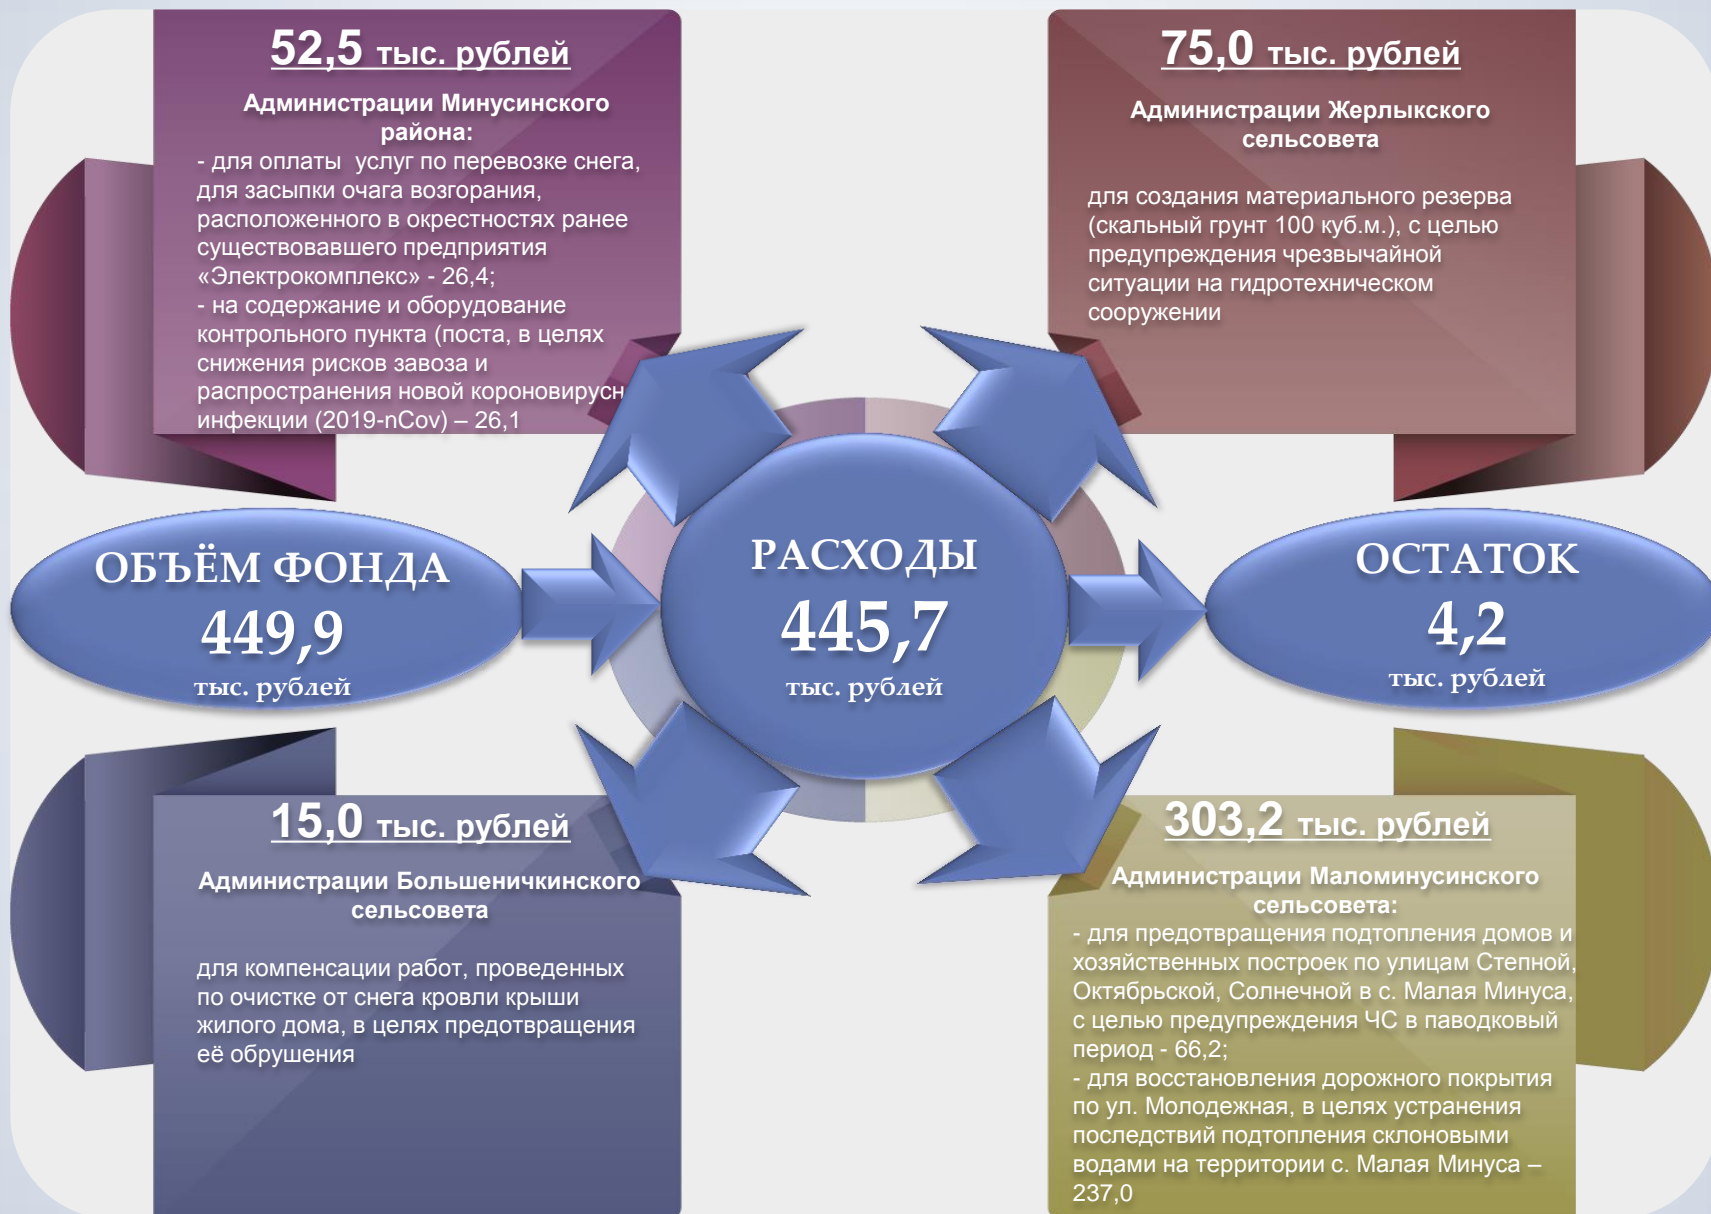 52,5 тыс. рублей
Администрации Минусинского
района:
- для оплаты услуг по перевозке снега,
для засыпки очага возгорания,
расположенного в окрестностях ранее
существовавшего предприятия
«Электрокомплекс» - 26,4;
- на содержание и оборудование
контрольного пункта (поста, в целях
снижения рисков завоза и
распространения новой короновирусн
инфекции (2019-nCov) – 26,1
75,0 тыс. рублей
Администрации Жерлыкского
сельсовета
для создания материального резерва
(скальный грунт 100 куб.м.), с целью
предупреждения чрезвычайной
ситуации на гидротехническом
сооружении
ОБЪЁМ ФОНДА
449,9
тыс. рублей
РАСХОДЫ
445,7
тыс. рублей
ОСТАТОК
4,2
тыс. рублей
15,0 тыс. рублей
Администрации Большеничкинского
сельсовета
для компенсации работ, проведенных
по очистке от снега кровли крыши
жилого дома, в целях предотвращения
её обрушения
303,2 тыс. рублей
Администрации Маломинусинского
сельсовета:
- для предотвращения подтопления домов и
хозяйственных построек по улицам Степной,
Октябрьской, Солнечной в с. Малая Минуса,
с целью предупреждения ЧС в паводковый
период - 66,2;
- для восстановления дорожного покрытия
по ул. Молодежная, в целях устранения
последствий подтопления склоновыми
водами на территории с. Малая Минуса –
237,0